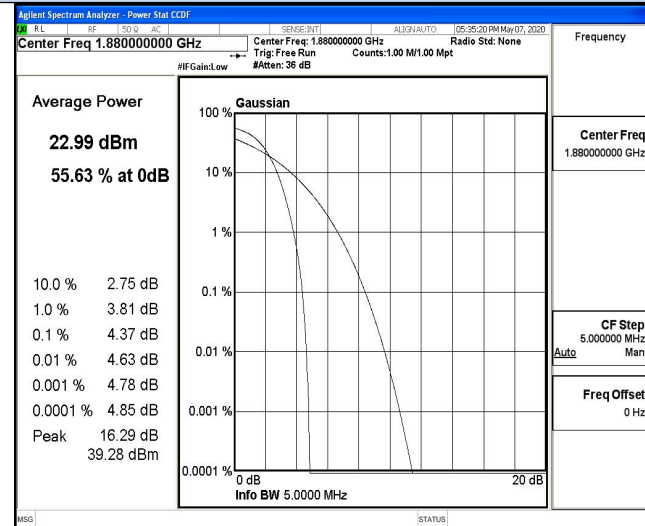 Agilent Spectrum Analyzer - Power Stat CCDF
RL RF 50 Ω AC SENSE:INT ALIGN AUTO 05:35:20 PM May 07, 2020
Center Freq 1.880000000 GHz
Center Freq: 1.880000000 GHz Radio Std: None
Trig: Free Run Counts:1.00 M/1.00 Mpt
#IFGain:Low #Atten: 36 dB
Frequency
Average Power
22.99 dBm
55.63 % at 0dB
10.0 % 2.75 dB
1.0 % 3.81 dB
0.1 % 4.37 dB
0.01 % 4.63 dB
0.001 % 4.78 dB
0.0001 % 4.85 dB
Peak 16.29 dB
39.28 dBm
Gaussian
100 %
10 %
1 %
0.1 %
0.01 %
0.001 %
0.0001 %
0 dB 20 dB
Info BW 5.0000 MHz
Center Freq
1.880000000 GHz
CF Step
5.000000 MHz
Auto Man
Freq Offset
0 Hz
MSG STATUS